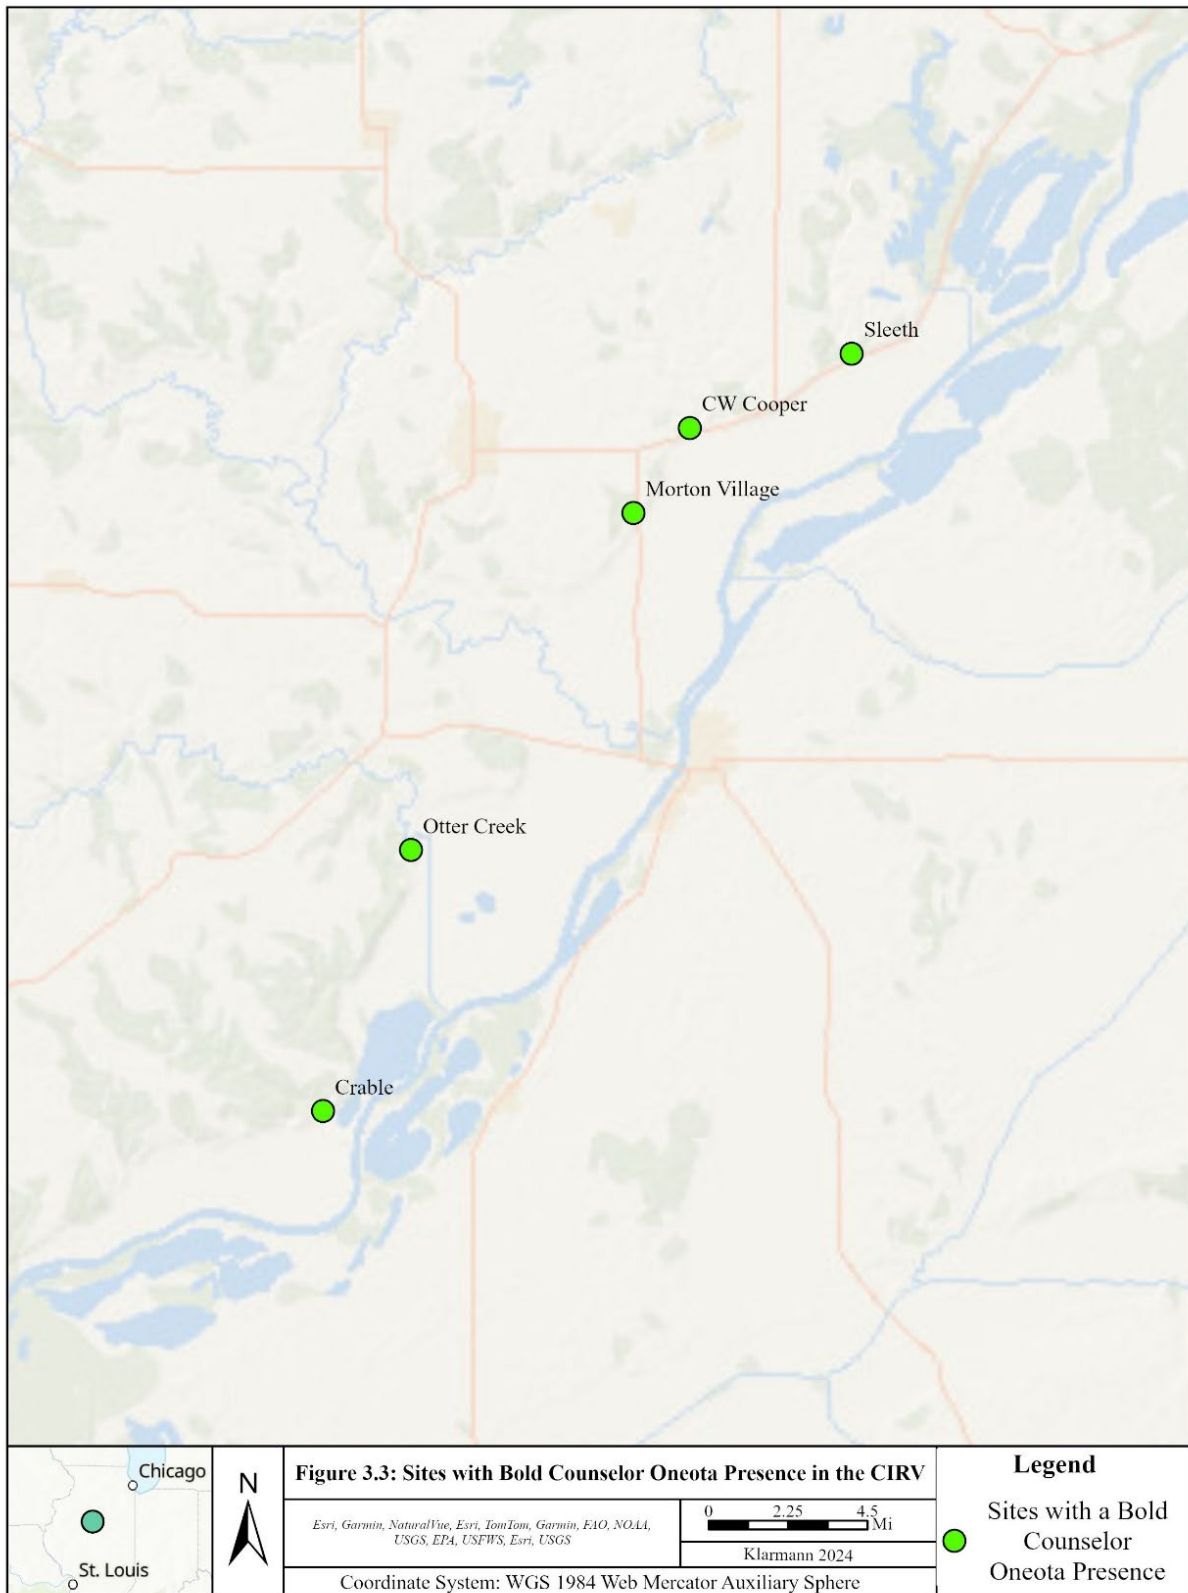 Sleeth
CW Cooper
Morton Village
Otter Creek
Crable
Chicago
St. Louis
N
Figure 3.3: Sites with Bold Counselor Oneota Presence in the CIRV
Esri, Garmin, NaturalVue, Esri, TomTom, Garmin, FAO, NOAA,
USGS, EPA, USFWS, Esri, USGS
0 2.25 4.5
Mi
Klarmann 2024
Coordinate System: WGS 1984 Web Mercator Auxiliary Sphere
Legend
Sites with a Bold
Counselor
Oneota Presence